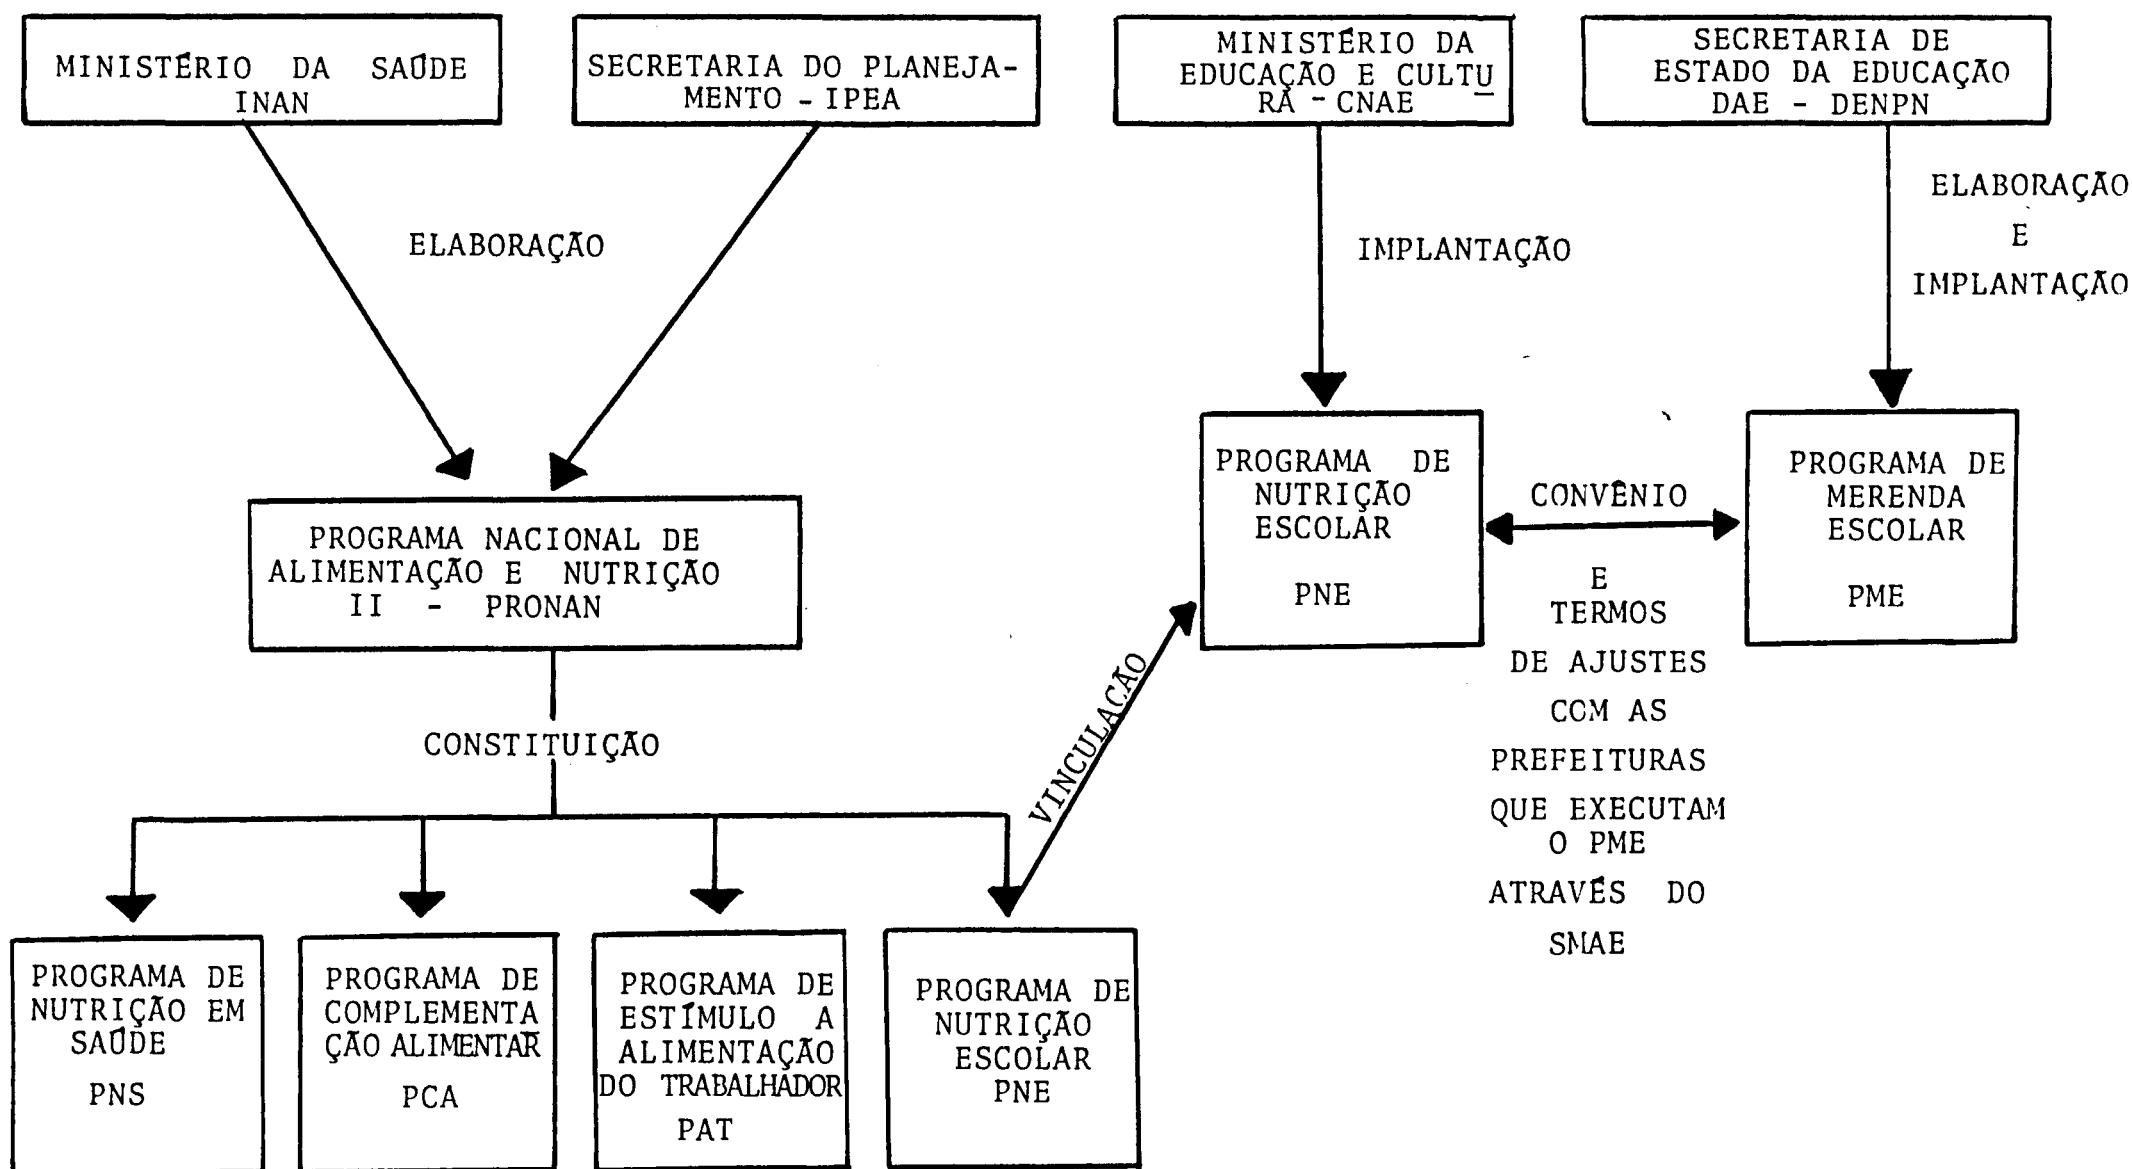 MINISTÉRIO DA SAÚDE
INAN
SECRETARIA DO PLANEJA-
MENTO - IPEA
MINISTÉRIO DA
EDUCAÇÃO E CULTU
RA - CNAE
SECRETARIA DE
ESTADO DA EDUCAÇÃO
DAE - DENPN
ELABORAÇÃO
IMPLANTAÇÃO
ELABORAÇÃO
E
IMPLANTAÇÃO
PROGRAMA NACIONAL DE
ALIMENTAÇÃO E NUTRIÇÃO
II - PRONAN
PROGRAMA DE
NUTRIÇÃO
ESCOLAR
PNE
CONVÊNIO
E
TERMOS
DE AJUSTES
COM AS
PREFEITURAS
QUE EXECUTAM
O PME
ATRAVÉS DO
SMAE
PROGRAMA DE
MERENDA
ESCOLAR
PME
CONSTITUIÇÃO
VINCULAÇÃO
PROGRAMA DE
NUTRIÇÃO EM
SAÚDE
PNS
PROGRAMA DE
COMPLEMENTA
ÇÃO ALIMENTAR
PCA
PROGRAMA DE
ESTÍMULO A
ALIMENTAÇÃO
DO TRABALHADOR
PAT
PROGRAMA DE
NUTRIÇÃO
ESCOLAR
PNE